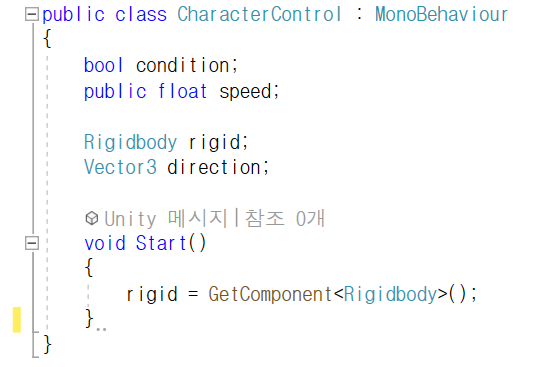 public class CharacterControl : MonoBehaviour
{
    bool condition;
    public float speed;

    Rigidbody rigid;
    Vector3 direction;

    Unity 메시지|참조 0개
    void Start()
    {
        rigid = GetComponent<Rigidbody>();
    }
}